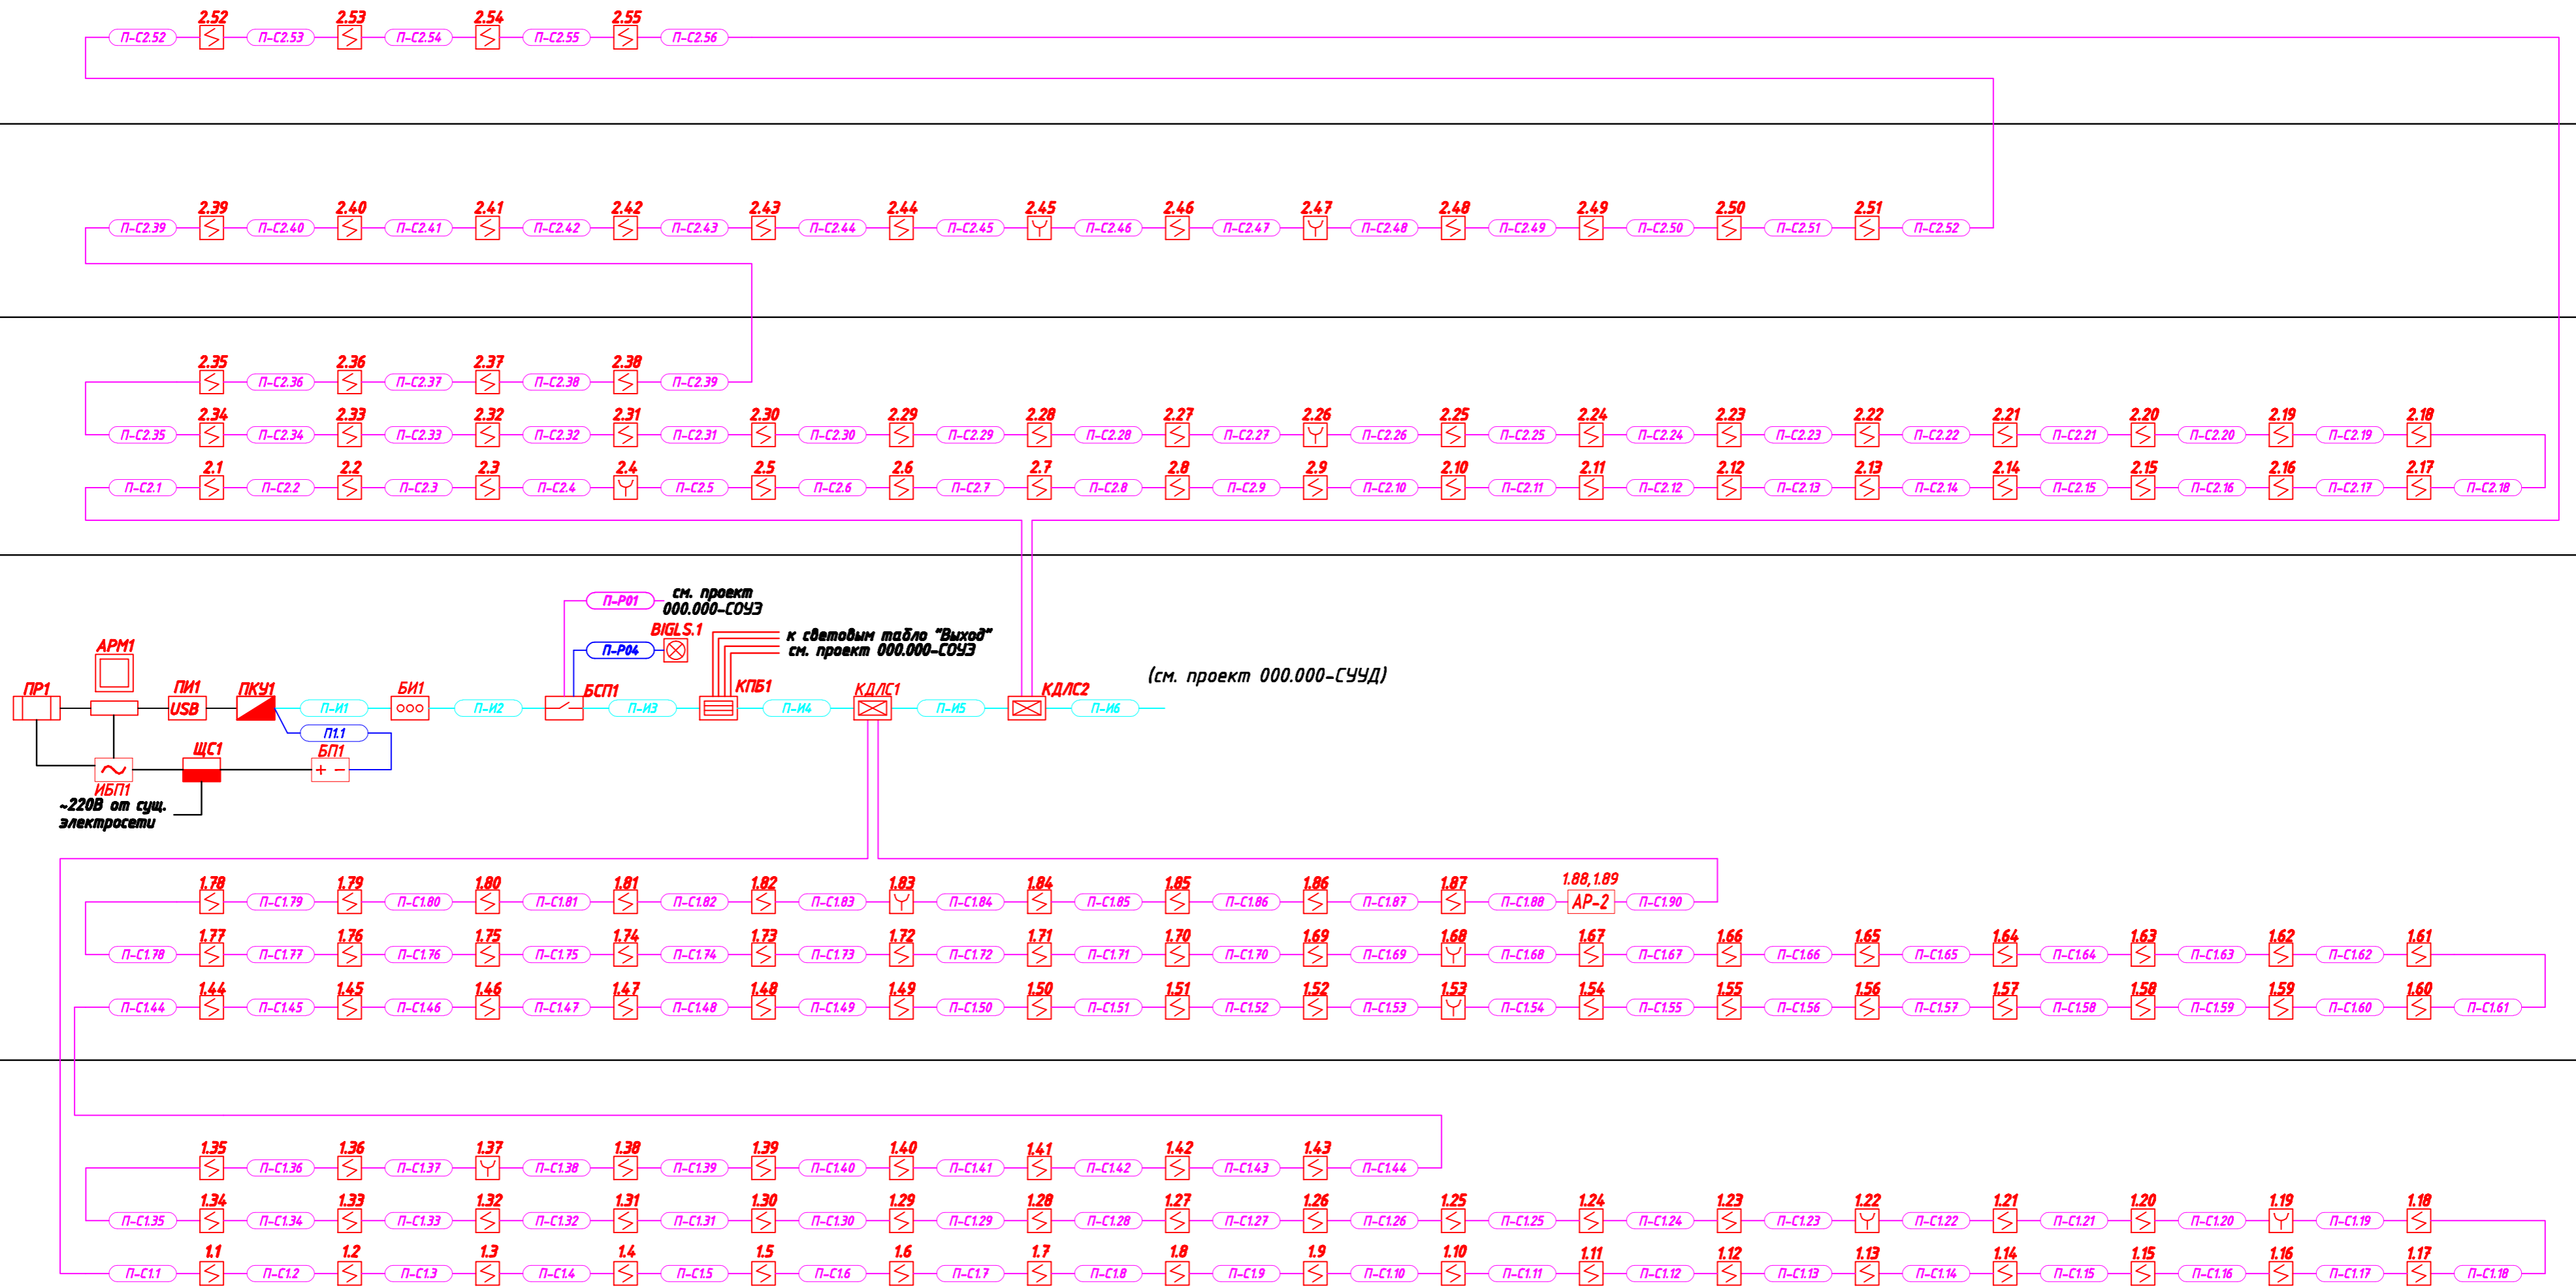 2.52 2.53 2.54 2.55
П-С2.52 П-С2.53 П-С2.54 П-С2.55 П-С2.56
2.39 2.40 2.41 2.42 2.43 2.44 2.45 2.46 2.47 2.48 2.49 2.50 2.51
П-С2.39 П-С2.40 П-С2.41 П-С2.42 П-С2.43 П-С2.44 П-С2.45 П-С2.46 П-С2.47 П-С2.48 П-С2.49 П-С2.50 П-С2.51 П-С2.52
2.35 2.36 2.37 2.38
П-С2.36 П-С2.37 П-С2.38 П-С2.39
2.34 2.33 2.32 2.31 2.30 2.29 2.28 2.27 2.26 2.25 2.24 2.23 2.22 2.21 2.20 2.19 2.18
П-С2.35 П-С2.34 П-С2.33 П-С2.32 П-С2.31 П-С2.30 П-С2.29 П-С2.28 П-С2.27 П-С2.26 П-С2.25 П-С2.24 П-С2.23 П-С2.22 П-С2.21 П-С2.20 П-С2.19
2.1 2.2 2.3 2.4 2.5 2.6 2.7 2.8 2.9 2.10 2.11 2.12 2.13 2.14 2.15 2.16 2.17
П-С2.1 П-С2.2 П-С2.3 П-С2.4 П-С2.5 П-С2.6 П-С2.7 П-С2.8 П-С2.9 П-С2.10 П-С2.11 П-С2.12 П-С2.13 П-С2.14 П-С2.15 П-С2.16 П-С2.17 П-С2.18
П-Р01 см. проект
000.000-СОУЭ
BIGLS.1
П-Р04
к световым табло "Выход"
см. проект 000.000-СОУЭ
АРМ1
(см. проект 000.000-СУУД)
ПР1 ПИ1 ПКУ1 БИ1 БСП1 КПБ1 КДЛС1 КДЛС2
USB П-И1 П-И2 П-И3 П-И4 П-И5 П-И6
П1.1
ЩС1 БП1
+ −
ИБП1
~220В от сущ.
электросети
1.78 1.79 1.80 1.81 1.82 1.83 1.84 1.85 1.86 1.87 1.88,1.89
П-С1.79 П-С1.80 П-С1.81 П-С1.82 П-С1.83 П-С1.84 П-С1.85 П-С1.86 П-С1.87 П-С1.88 АР-2 П-С1.90
1.77 1.76 1.75 1.74 1.73 1.72 1.71 1.70 1.69 1.68 1.67 1.66 1.65 1.64 1.63 1.62 1.61
П-С1.78 П-С1.77 П-С1.76 П-С1.75 П-С1.74 П-С1.73 П-С1.72 П-С1.71 П-С1.70 П-С1.69 П-С1.68 П-С1.67 П-С1.66 П-С1.65 П-С1.64 П-С1.63 П-С1.62
1.44 1.45 1.46 1.47 1.48 1.49 1.50 1.51 1.52 1.53 1.54 1.55 1.56 1.57 1.58 1.59 1.60
П-С1.44 П-С1.45 П-С1.46 П-С1.47 П-С1.48 П-С1.49 П-С1.50 П-С1.51 П-С1.52 П-С1.53 П-С1.54 П-С1.55 П-С1.56 П-С1.57 П-С1.58 П-С1.59 П-С1.60 П-С1.61
1.35 1.36 1.37 1.38 1.39 1.40 1.41 1.42 1.43
П-С1.36 П-С1.37 П-С1.38 П-С1.39 П-С1.40 П-С1.41 П-С1.42 П-С1.43 П-С1.44
1.34 1.33 1.32 1.31 1.30 1.29 1.28 1.27 1.26 1.25 1.24 1.23 1.22 1.21 1.20 1.19 1.18
П-С1.35 П-С1.34 П-С1.33 П-С1.32 П-С1.31 П-С1.30 П-С1.29 П-С1.28 П-С1.27 П-С1.26 П-С1.25 П-С1.24 П-С1.23 П-С1.22 П-С1.21 П-С1.20 П-С1.19
1.1 1.2 1.3 1.4 1.5 1.6 1.7 1.8 1.9 1.10 1.11 1.12 1.13 1.14 1.15 1.16 1.17
П-С1.1 П-С1.2 П-С1.3 П-С1.4 П-С1.5 П-С1.6 П-С1.7 П-С1.8 П-С1.9 П-С1.10 П-С1.11 П-С1.12 П-С1.13 П-С1.14 П-С1.15 П-С1.16 П-С1.17 П-С1.18